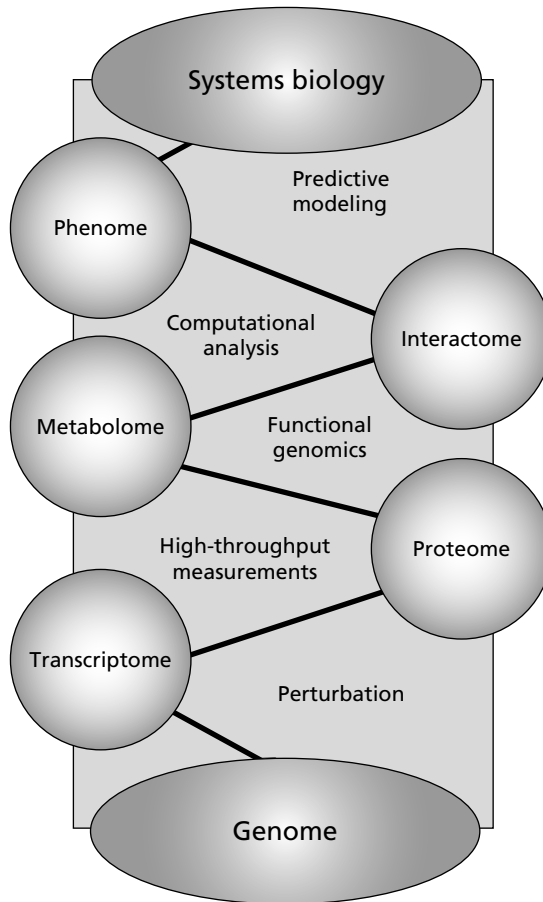 Systems biology
Predictive
modeling
Phenome
Computational
analysis
Interactome
Metabolome
Functional
genomics
High-throughput
measurements
Proteome
Transcriptome
Perturbation
Genome